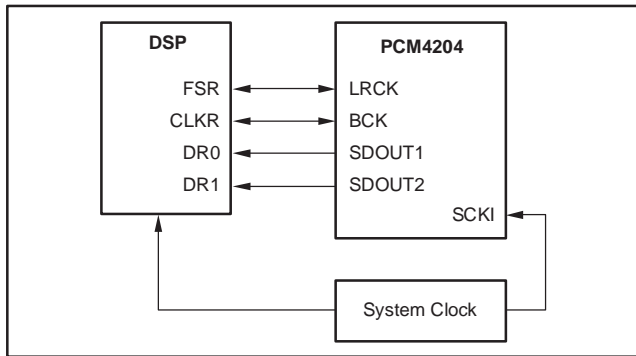 DSP
PCM4204
FSR
LRCK
CLKR
BCK
DR0
SDOUT1
DR1
SDOUT2
SCKI
System Clock